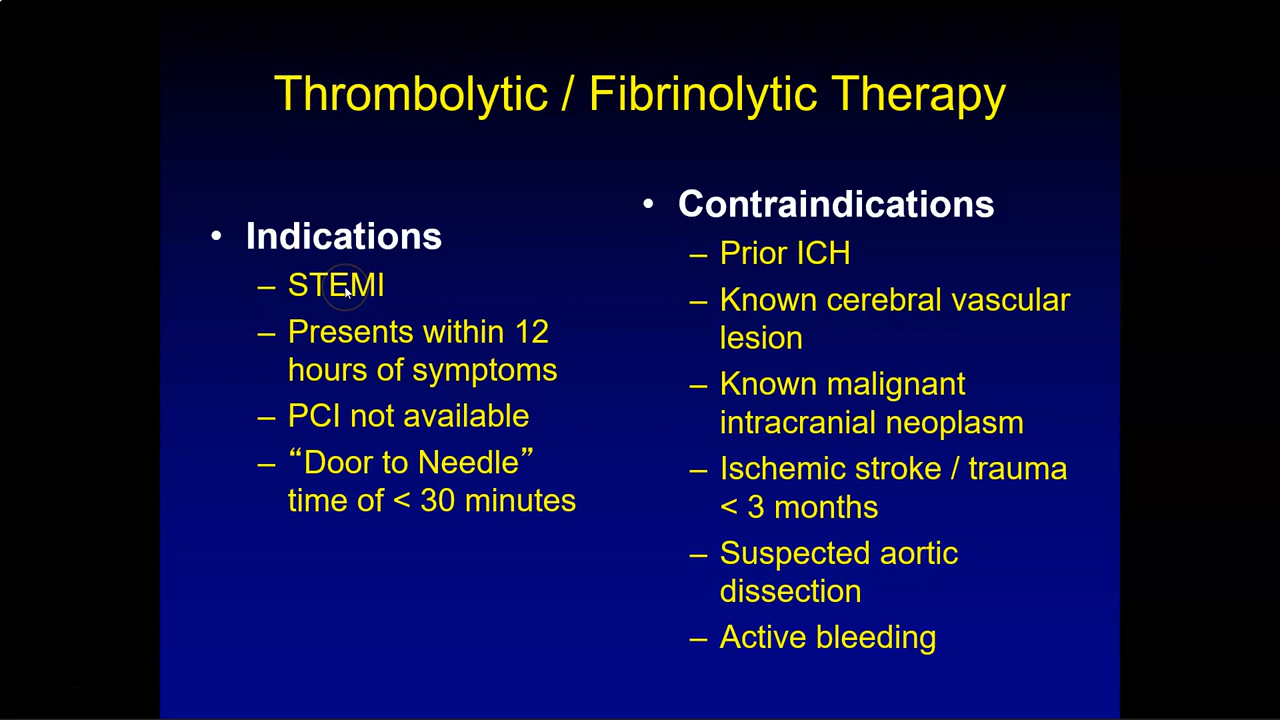 Thrombolytic / Fibrinolytic Therapy
• Indications
– STEMI
– Presents within 12
hours of symptoms
– PCI not available
– “Door to Needle”
time of < 30 minutes
• Contraindications
– Prior ICH
– Known cerebral vascular
lesion
– Known malignant
intracranial neoplasm
– Ischemic stroke / trauma
< 3 months
– Suspected aortic
dissection
– Active bleeding